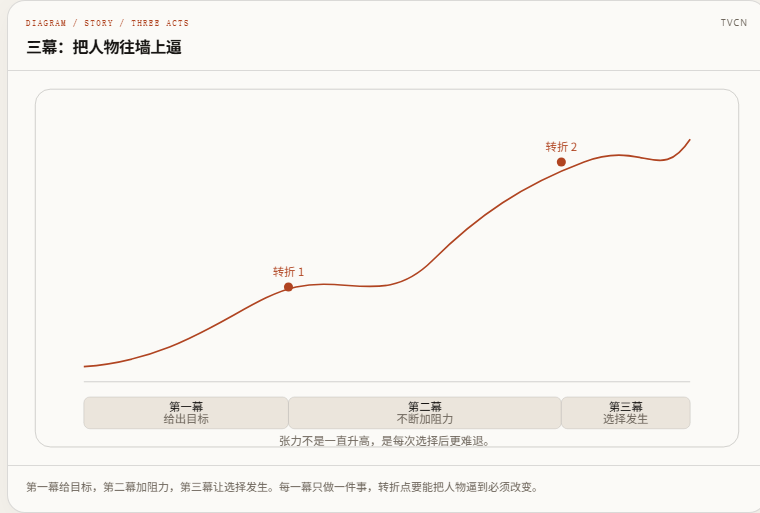 DIAGRAM / STORY / THREE ACTS
TVCN
三幕：把人物往墙上逼
转折 2
转折 1
第一幕
给出目标
第二幕
不断加阻力
第三幕
选择发生
张力不是一直升高，是每次选择后更难退。
第一幕给目标，第二幕加阻力，第三幕让选择发生。每一幕只做一件事，转折点要能把人物逼到必须改变。